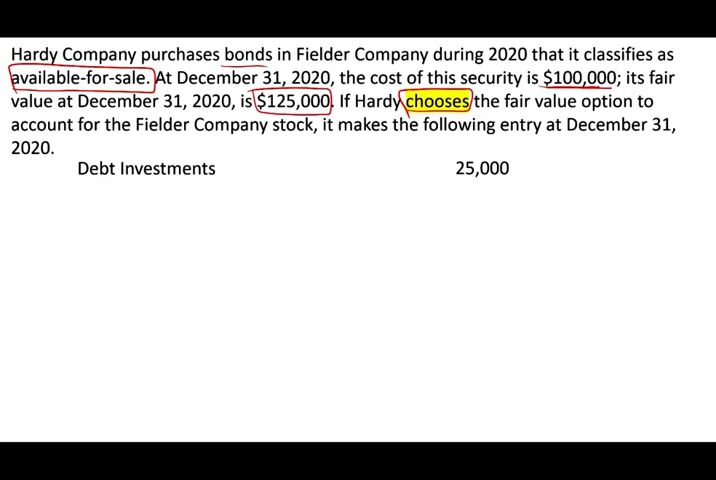 Hardy Company purchases bonds in Fielder Company during 2020 that it classifies as
available-for-sale. At December 31, 2020, the cost of this security is $100,000; its fair
value at December 31, 2020, is $125,000. If Hardy chooses the fair value option to
account for the Fielder Company stock, it makes the following entry at December 31,
2020.
Debt Investments 25,000